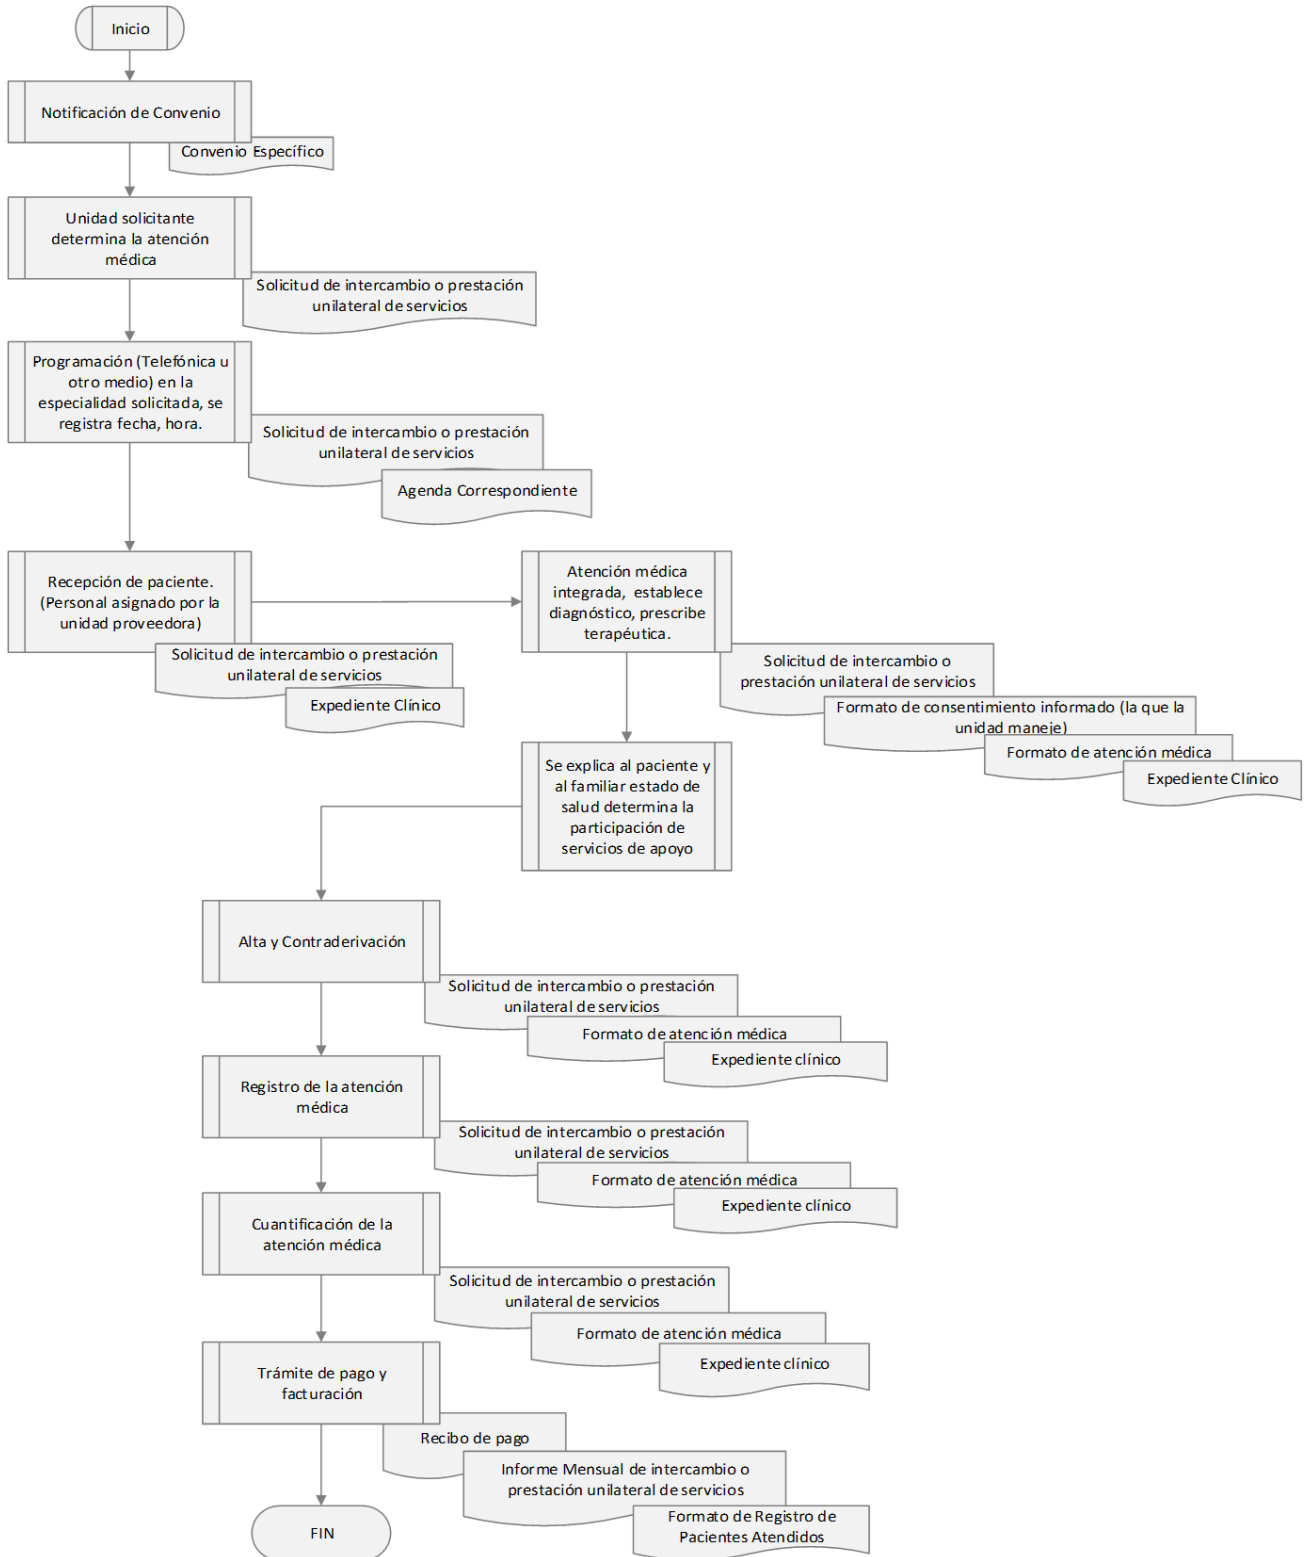 Inicio
Notificación de Convenio
Convenio Específico
Unidad solicitante
determina la atención
médica
Solicitud de intercambio o prestación
unilateral de servicios
Programación (Telefónica u
otro medio) en la
especialidad solicitada, se
registra fecha, hora.
Solicitud de intercambio o prestación
unilateral de servicios
Agenda Correspondiente
Recepción de paciente.
(Personal asignado por la
unidad proveedora)
Solicitud de intercambio o prestación
unilateral de servicios
Expediente Clínico
Atención médica
integrada, establece
diagnóstico, prescribe
terapéutica.
Solicitud de intercambio o
prestación unilateral de servicios
Formato de consentimiento informado (la que la
unidad maneje)
Formato de atención médica
Expediente Clínico
Se explica al paciente y
al familiar estado de
salud determina la
participación de
servicios de apoyo
Alta y Contraderivación
Solicitud de intercambio o prestación
unilateral de servicios
Formato de atención médica
Expediente clínico
Registro de la atención
médica
Solicitud de intercambio o prestación
unilateral de servicios
Formato de atención médica
Expediente clínico
Cuantificación de la
atención médica
Solicitud de intercambio o prestación
unilateral de servicios
Formato de atención médica
Expediente clínico
Trámite de pago y
facturación
Recibo de pago
Informe Mensual de intercambio o
prestación unilateral de servicios
Formato de Registro de
Pacientes Atendidos
FIN